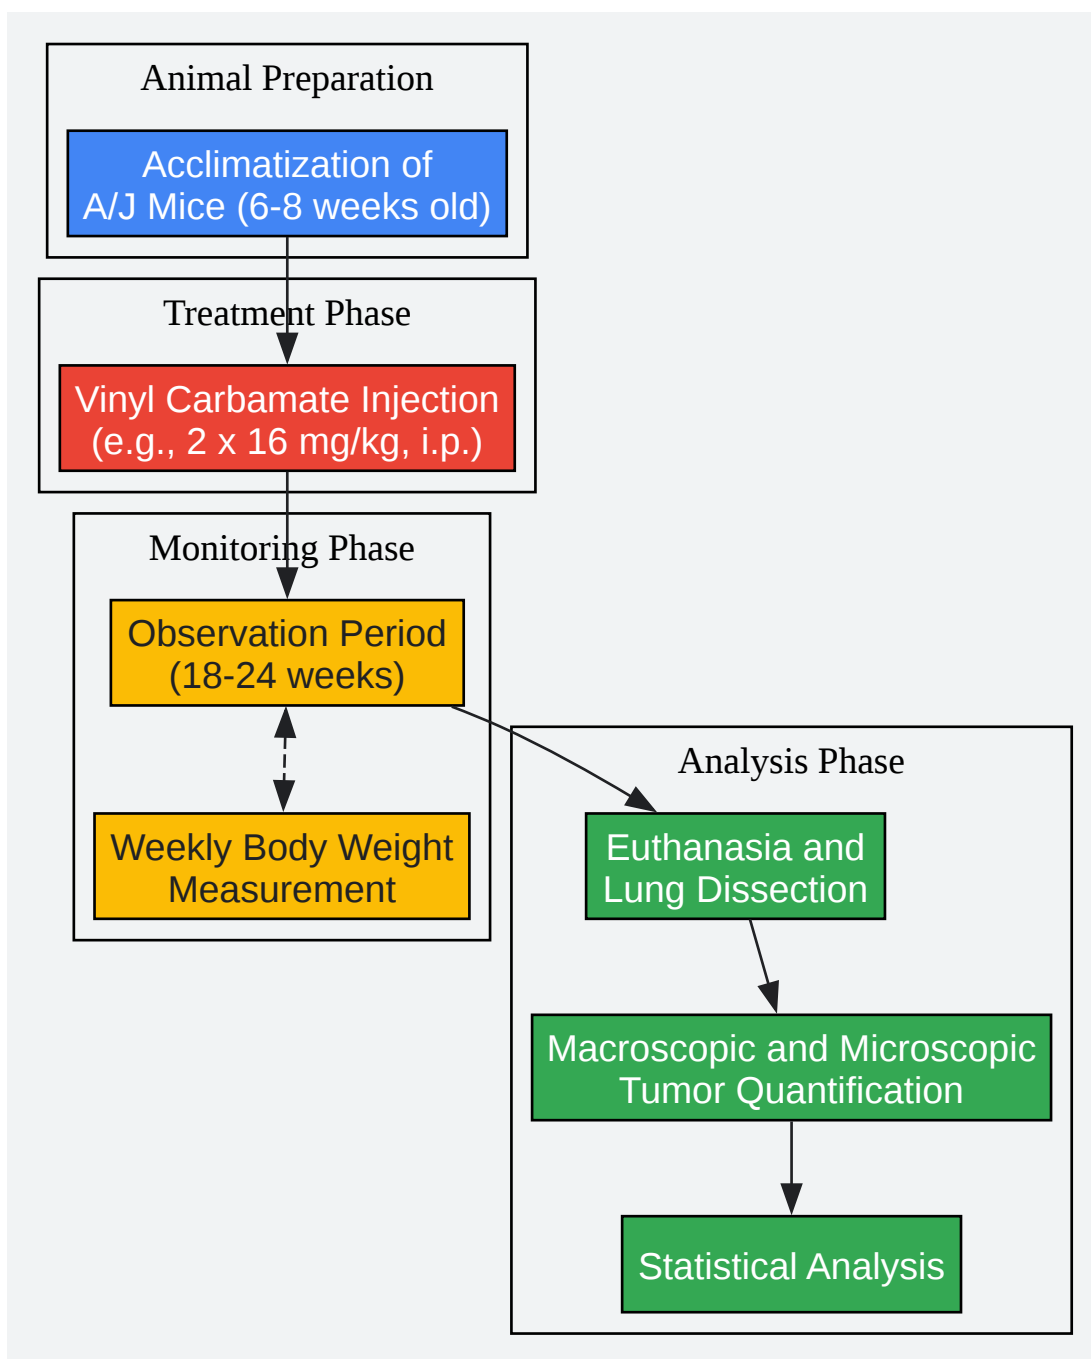 Animal Preparation
Acclimatization of
A/J Mice (6-8 weeks old)
Treatment Phase
Vinyl Carbamate Injection
(e.g., 2 x 16 mg/kg, i.p.)
Monitoring Phase
Observation Period
(18-24 weeks)
Weekly Body Weight
Measurement
Analysis Phase
Euthanasia and
Lung Dissection
Macroscopic and Microscopic
Tumor Quantification
Statistical Analysis